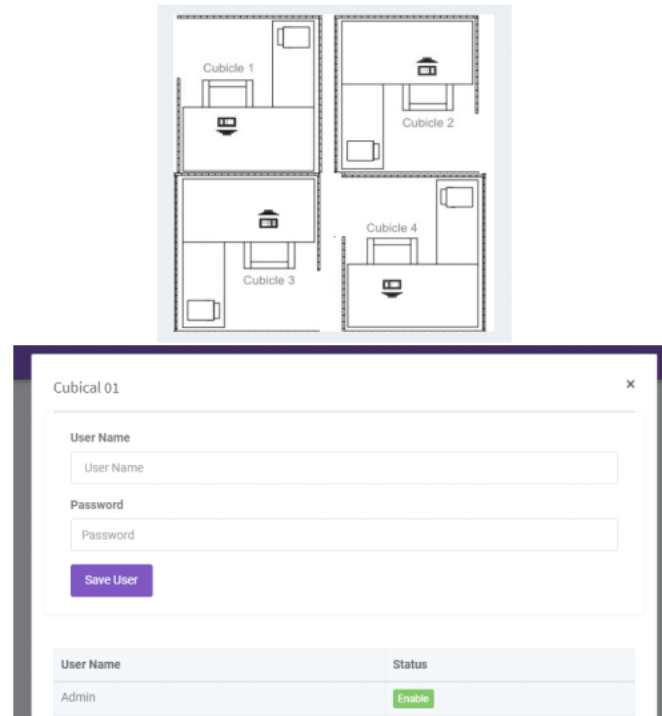 Cubicle 1
Cubicle 2
Cubicle 3
Cubicle 4
Cubical 01 ×
User Name
User Name
Password
Password
Save User
User Name Status
Admin Enable